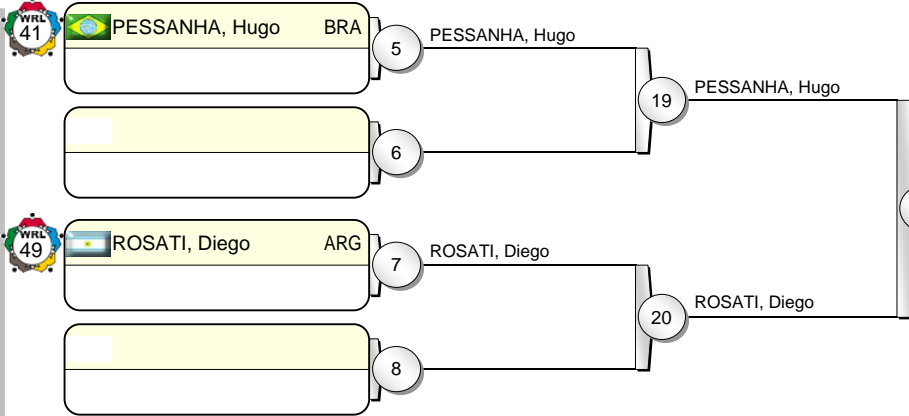 WRL
41
PESSANHA, Hugo BRA
5
PESSANHA, Hugo
19
PESSANHA, Hugo
6
WRL
49
ROSATI, Diego ARG
7
ROSATI, Diego
20
ROSATI, Diego
8